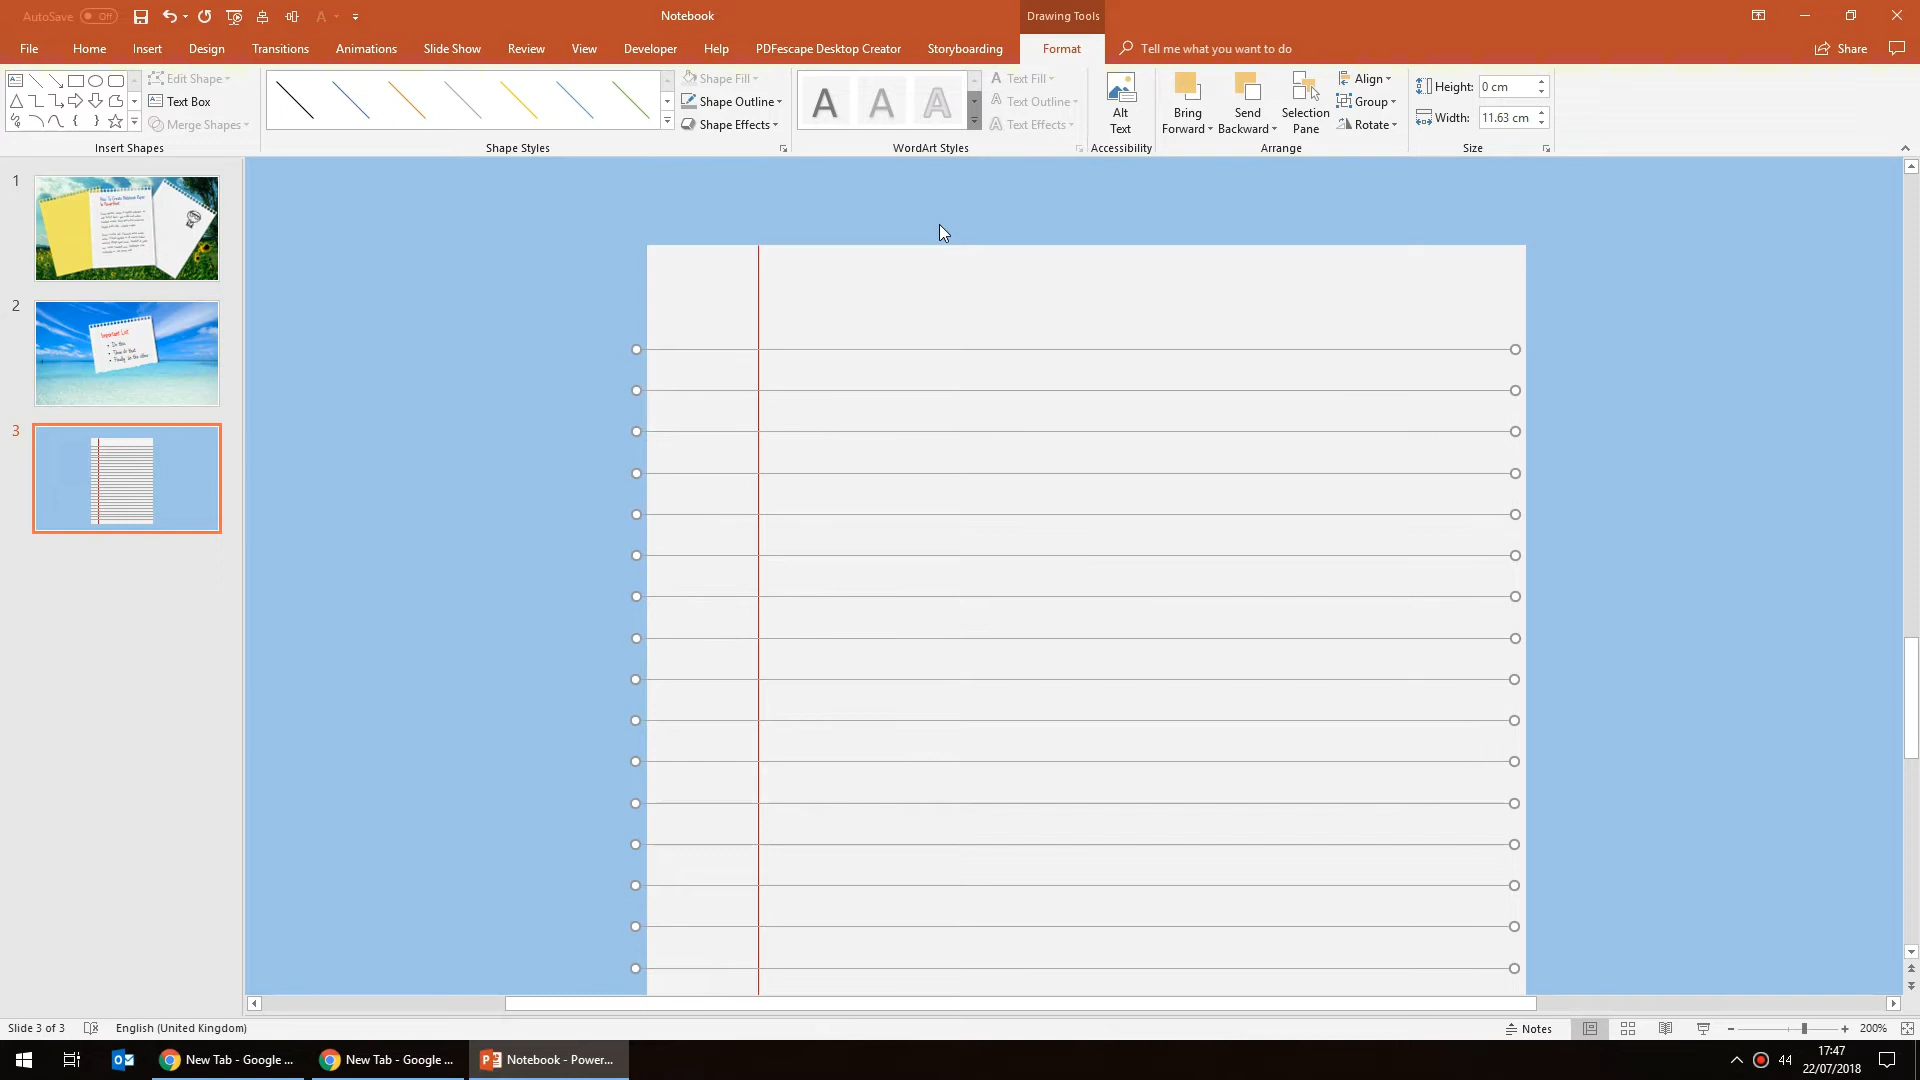 AutoSave Off
Notebook
Drawing Tools
File Home Insert Design Transitions Animations Slide Show Review View Developer Help PDFescape Desktop Creator Storyboarding Format Tell me what you want to do Share
Edit Shape
Text Box
Merge Shapes
Insert Shapes
Shape Fill
Shape Outline
Shape Effects
Shape Styles
A A A
Text Fill
Text Outline
Text Effects
WordArt Styles
Alt Text
Accessibility
Bring Forward
Send Backward
Selection Pane
Align
Group
Rotate
Arrange
Height: 0 cm
Width: 11.63 cm
Size
1
2
Important List
3
Slide 3 of 3 English (United Kingdom) Notes 200%
New Tab - Google ... New Tab - Google ... Notebook - Power... 44 17:47
22/07/2018